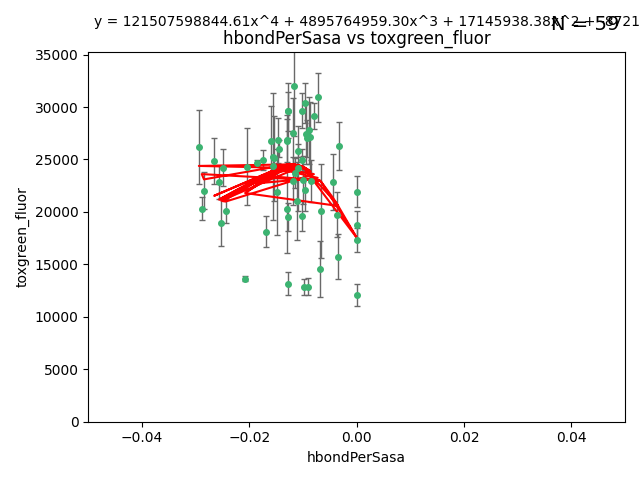 y = 121507598844.61x^4 + 4895764959.30x^3 + 17145938.38x^2 +
N = 59
hbondPerSasa vs toxgreen_fluor
35000
30000
25000
20000
15000
10000
5000
0
toxgreen_fluor
-0.04
-0.02
0.00
0.02
0.04
hbondPerSasa